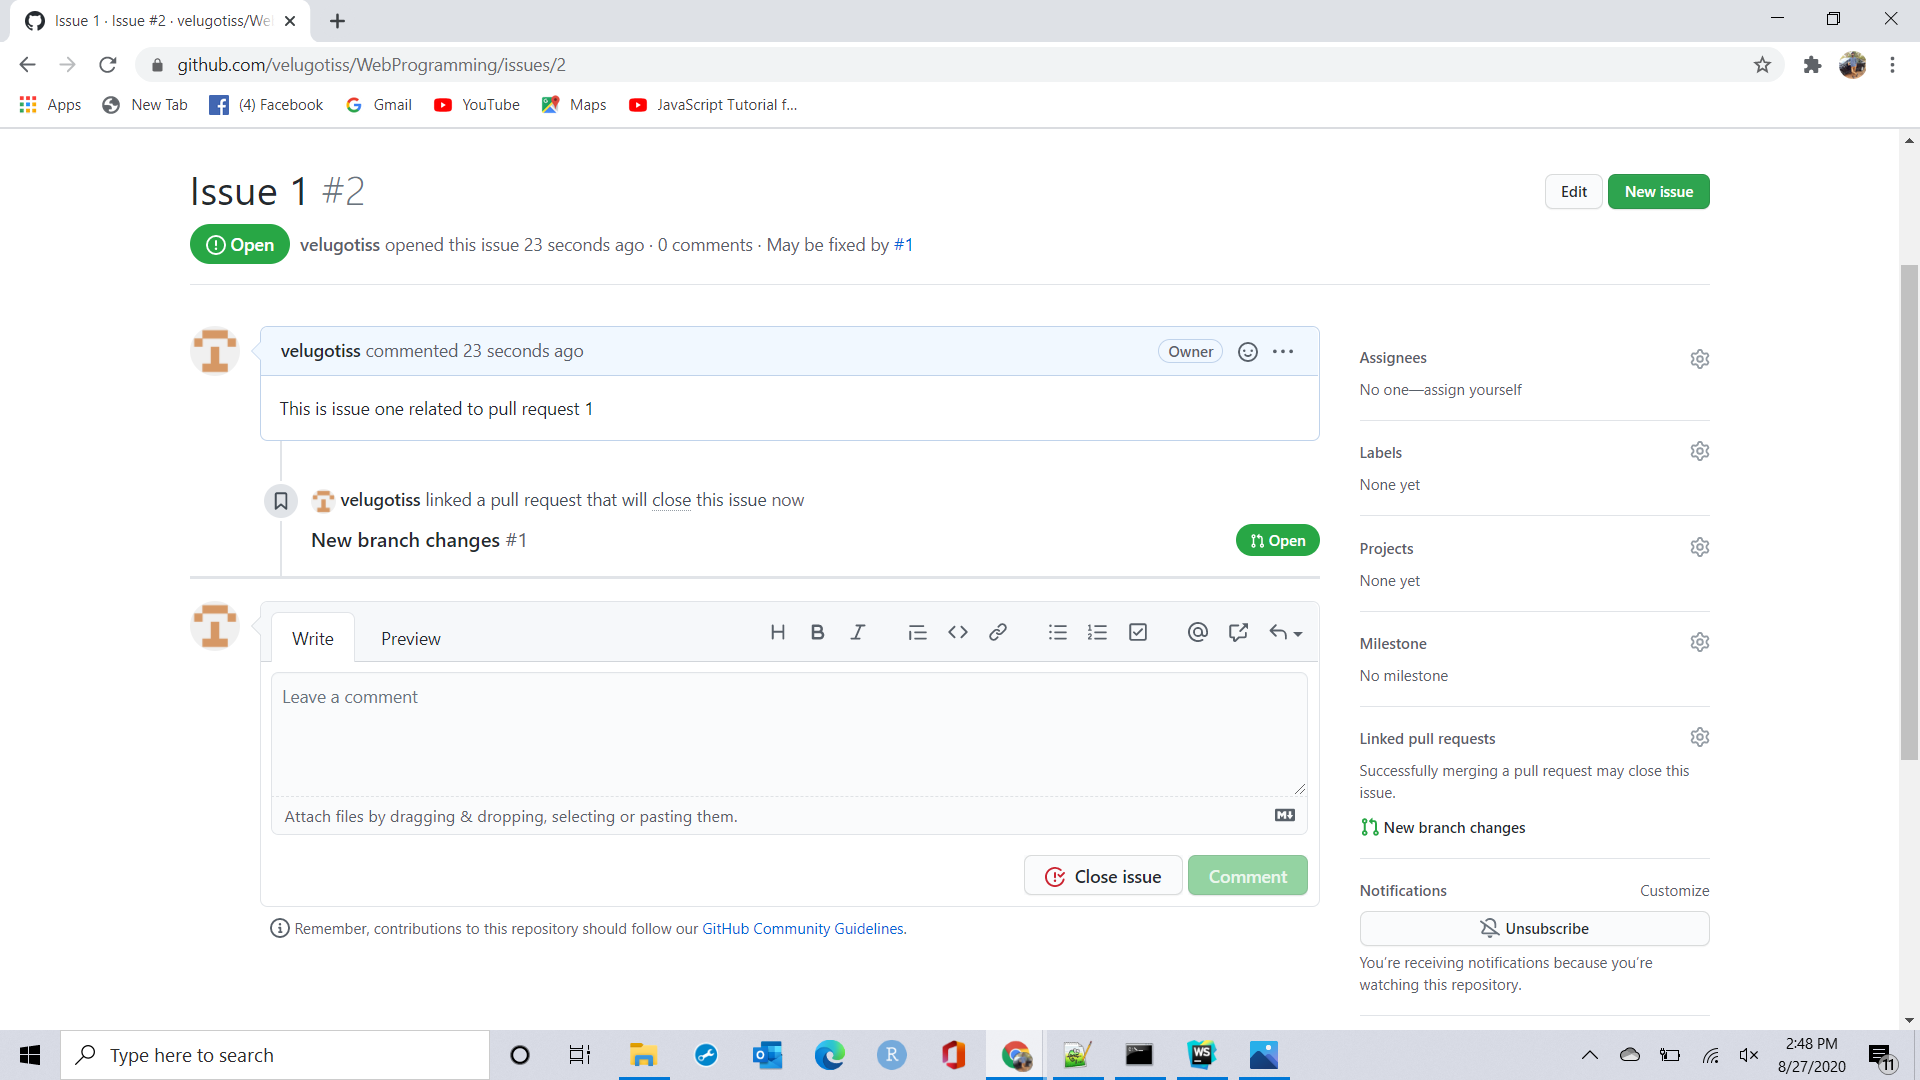 Issue 1 · Issue #2 · velugotiss/We
github.com/velugotiss/WebProgramming/issues/2
Apps New Tab (4) Facebook Gmail YouTube Maps JavaScript Tutorial f...
Issue 1 #2
Edit New issue
Open velugotiss opened this issue 23 seconds ago · 0 comments · May be fixed by #1
velugotiss commented 23 seconds ago Owner
This is issue one related to pull request 1
velugotiss linked a pull request that will close this issue now
New branch changes #1 Open
Write Preview
Leave a comment
Attach files by dragging & dropping, selecting or pasting them.
Close issue Comment
Remember, contributions to this repository should follow our GitHub Community Guidelines.
Assignees
No one—assign yourself
Labels
None yet
Projects
None yet
Milestone
No milestone
Linked pull requests
Successfully merging a pull request may close this
issue.
New branch changes
Notifications Customize
Unsubscribe
You're receiving notifications because you're
watching this repository.
Type here to search
2:48 PM
8/27/2020
11